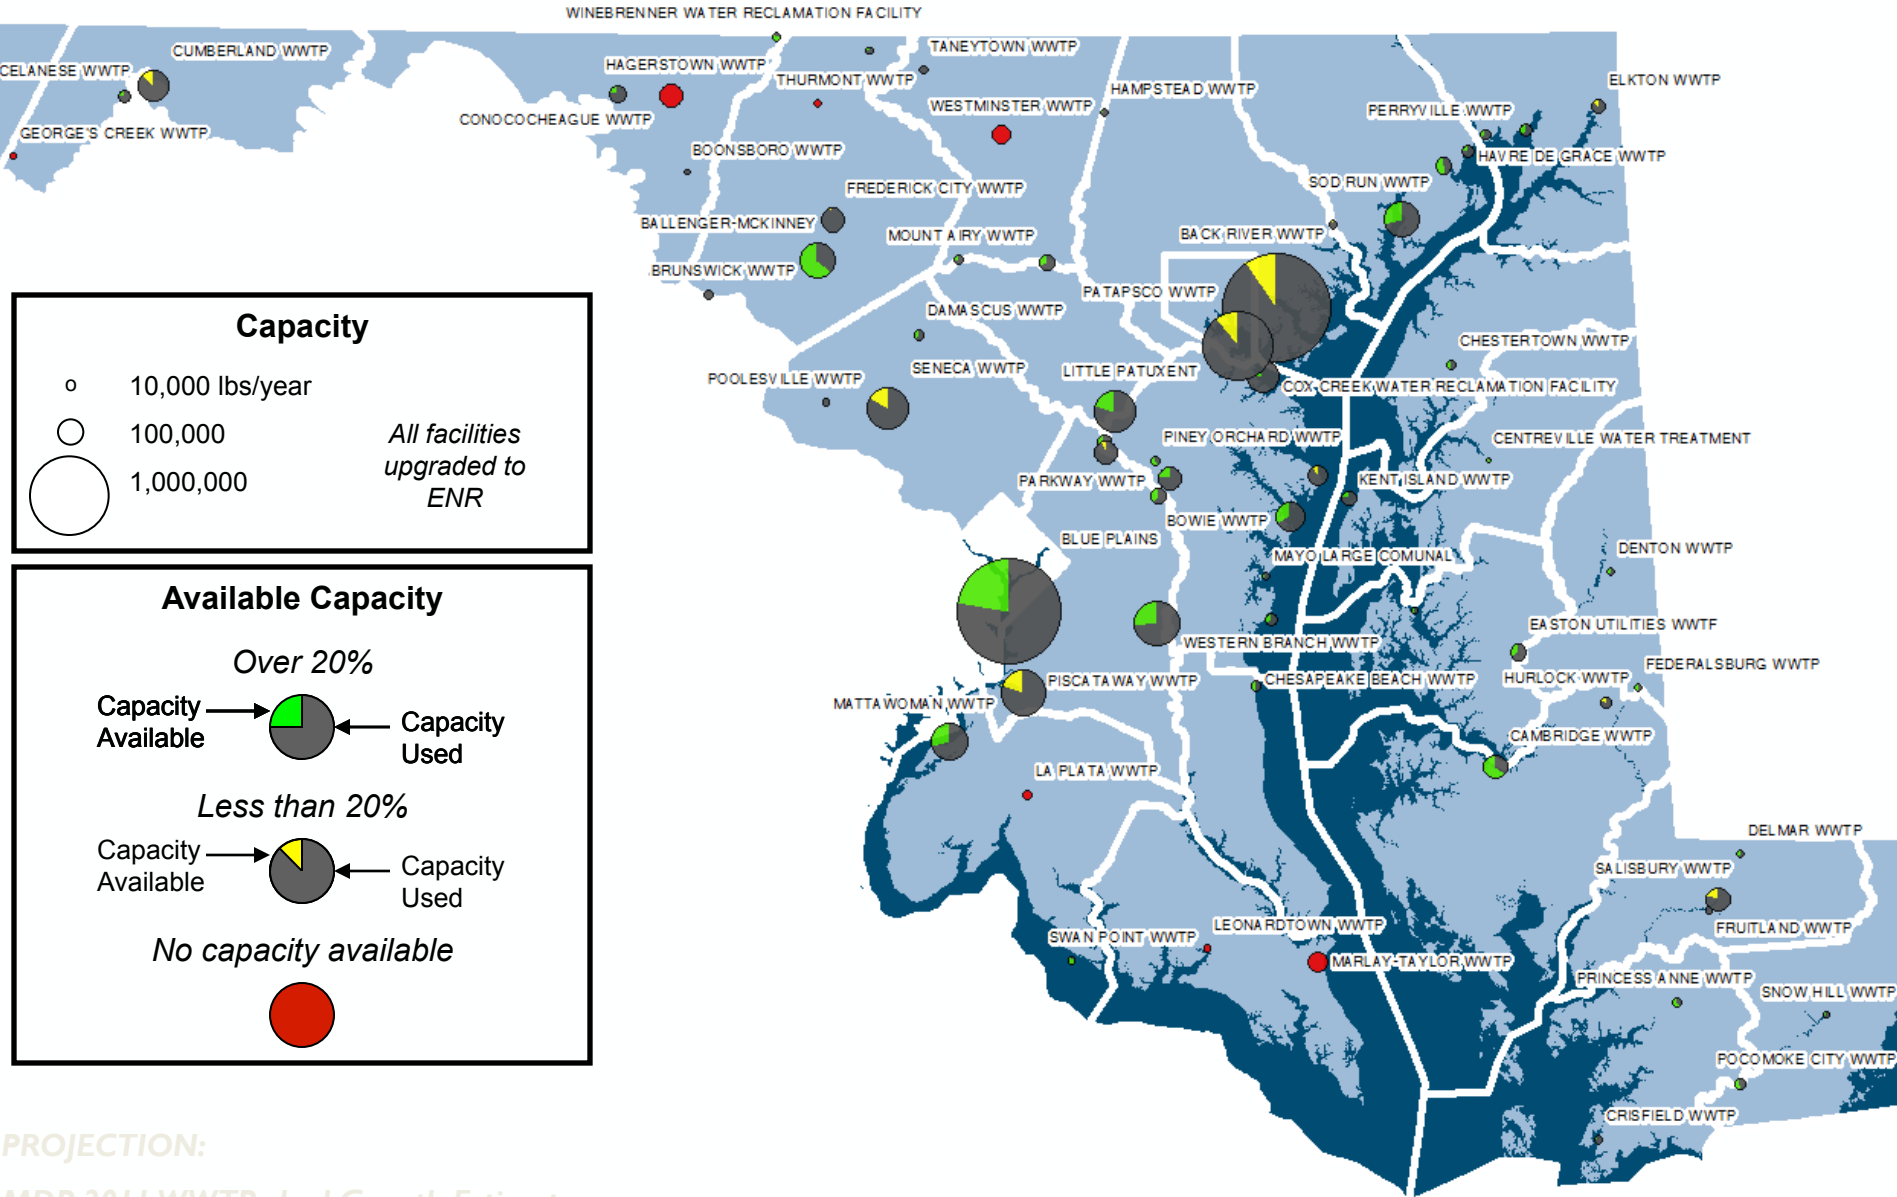 WINEBRENNER WATER RECLAMATION FACILITY
CUMBERLAND WWTP
TANEYTOWN WWTP
CELANESE WWTP
HAGERSTOWN WWTP
THURMONT WWTP
ELKTON WWTP
HAMPSTEAD WWTP
WESTMINSTER WWTP
PERRYVILLE WWTP
CONOCOCHEAGUE WWTP
GEORGE'S CREEK WWTP
BOONSBORO WWTP
HAVRE DE GRACE WWTP
FREDERICK CITY WWTP
SOD RUN WWTP
BALLENGER-MCKINNEY
MOUNT AIRY WWTP
BACK RIVER WWTP
BRUNSWICK WWTP
PATAPSCO WWTP
DAMASCUS WWTP
CHESTERTOWN WWTP
SENECA WWTP
LITTLE PATUXENT
POOLESVILLE WWTP
COX CREEK WATER RECLAMATION FACILITY
PINEY ORCHARD WWTP
CENTREVILLE WATER TREATMENT
PARKWAY WWTP
KENT ISLAND WWTP
BOWIE WWTP
BLUE PLAINS
MAYO LARGE COMUNAL
DENTON WWTP
EASTON UTILITIES WWTF
WESTERN BRANCH WWTP
FEDERALSBURG WWTP
PISCATAWAY WWTP
CHESAPEAKE BEACH WWTP
HURLOCK WWTP
MATTAWOMAN WWTP
CAMBRIDGE WWTP
LA PLATA WWTP
DELMAR WWTP
SALISBURY WWTP
LEONARDTOWN WWTP
FRUITLAND WWTP
SWAN POINT WWTP
MARLAY-TAYLOR WWTP
PRINCESS ANNE WWTP
SNOW HILL WWTP
POCOMOKE CITY WWTP
CRISFIELD WWTP
Capacity
10,000 lbs/year
100,000
1,000,000
All facilities
upgraded to
ENR
Available Capacity
Over 20%
Capacity
Available
Capacity
Used
Less than 20%
Capacity
Available
Capacity
Used
No capacity available
PROJECTION: